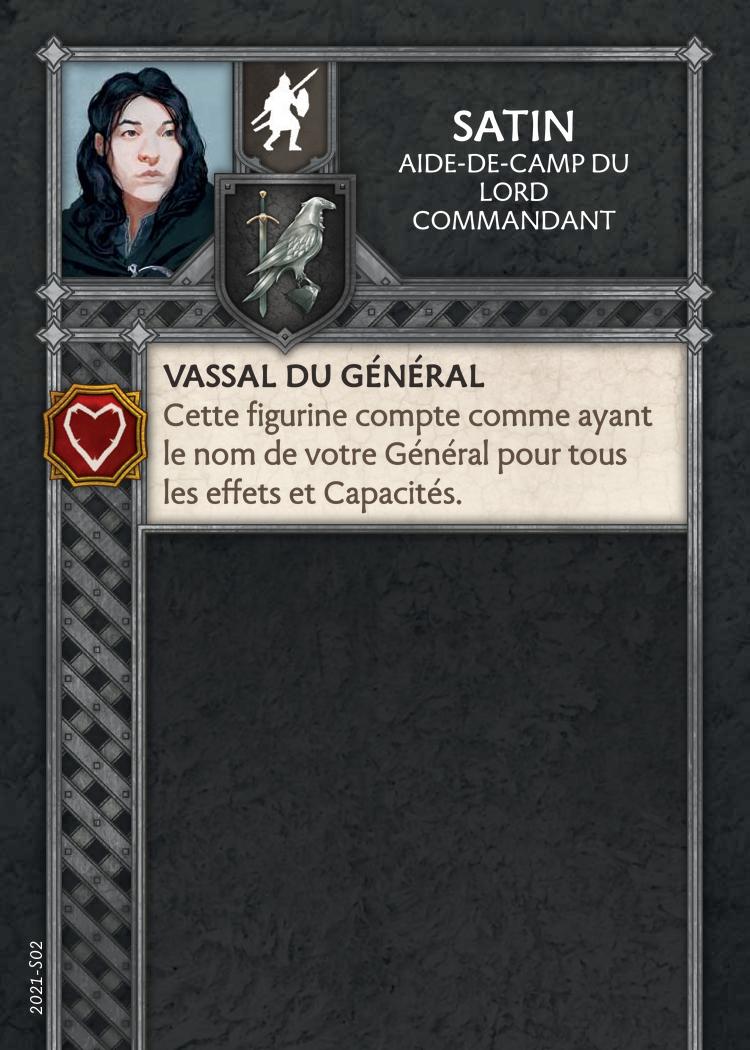 SATIN
AIDE-DE-CAMP DU
LORD
COMMANDANT
VASSAL DU GÉNÉRAL
Cette figurine compte comme ayant
le nom de votre Général pour tous
les effets et Capacités.
2021-S02